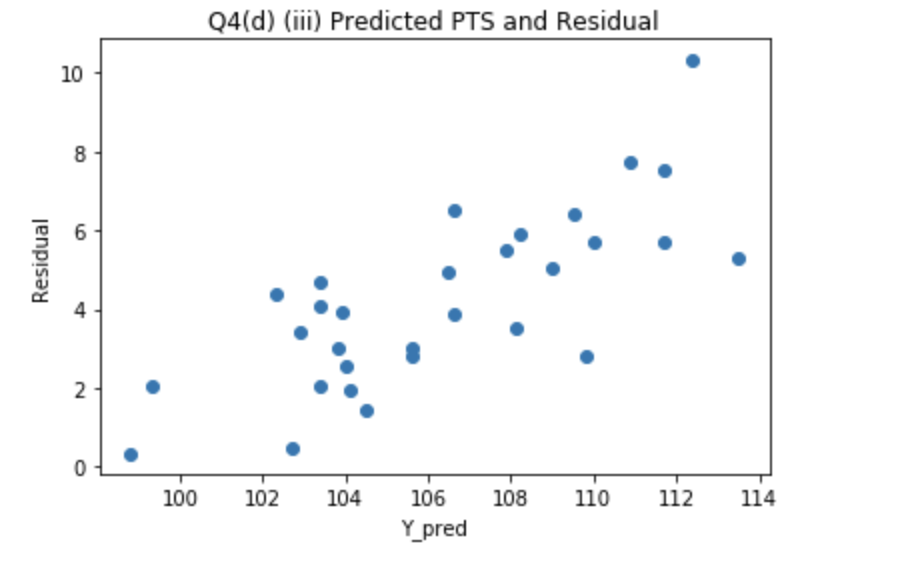 Q4(d) (iii) Predicted PTS and Residual
10
8
6
4
2
0
Residual
100 102 104 106 108 110 112 114
Y_pred